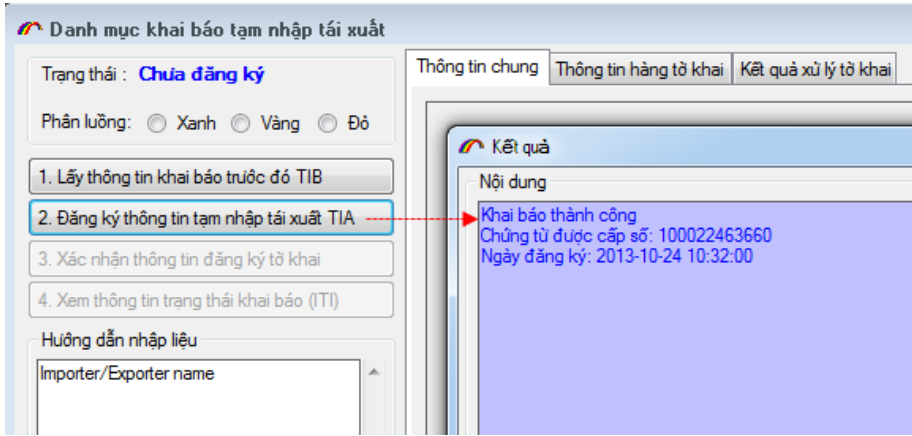 Danh mục khai báo tạm nhập tái xuất
Trạng thái : Chưa đăng ký
Phân luồng: Xanh Vàng Đỏ
1. Lấy thông tin khai báo trước đó TIB
2. Đăng ký thông tin tạm nhập tái xuất TIA
3. Xác nhận thông tin đăng ký tờ khai
4. Xem thông tin trạng thái khai báo (ITI)
Hướng dẫn nhập liệu
Importer/Exporter name
Thông tin chung Thông tin hàng tờ khai Kết quả xử lý tờ khai
Kết quả
Nội dung
Khai báo thành công
Chứng từ được cấp số: 100022463660
Ngày đăng ký: 2013-10-24 10:32:00